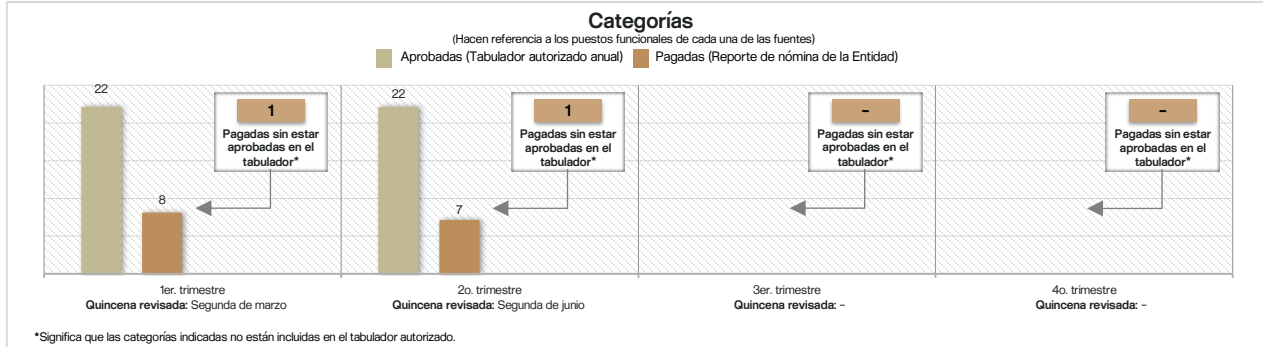 Categorías
(Hacen referencia a los puestos funcionales de cada una de las fuentes)
Aprobadas (Tabulador autorizado anual) Pagadas (Reporte de nómina de la Entidad)
22
8
1
Pagadas sin estar
aprobadas en el
tabulador*
22
7
1
Pagadas sin estar
aprobadas en el
tabulador*
-
Pagadas sin estar
aprobadas en el
tabulador*
-
Pagadas sin estar
aprobadas en el
tabulador*
1er. trimestre
Quincena revisada: Segunda de marzo
2o. trimestre
Quincena revisada: Segunda de junio
3er. trimestre
Quincena revisada: -
4o. trimestre
Quincena revisada: -
*Significa que las categorías indicadas no están incluidas en el tabulador autorizado.